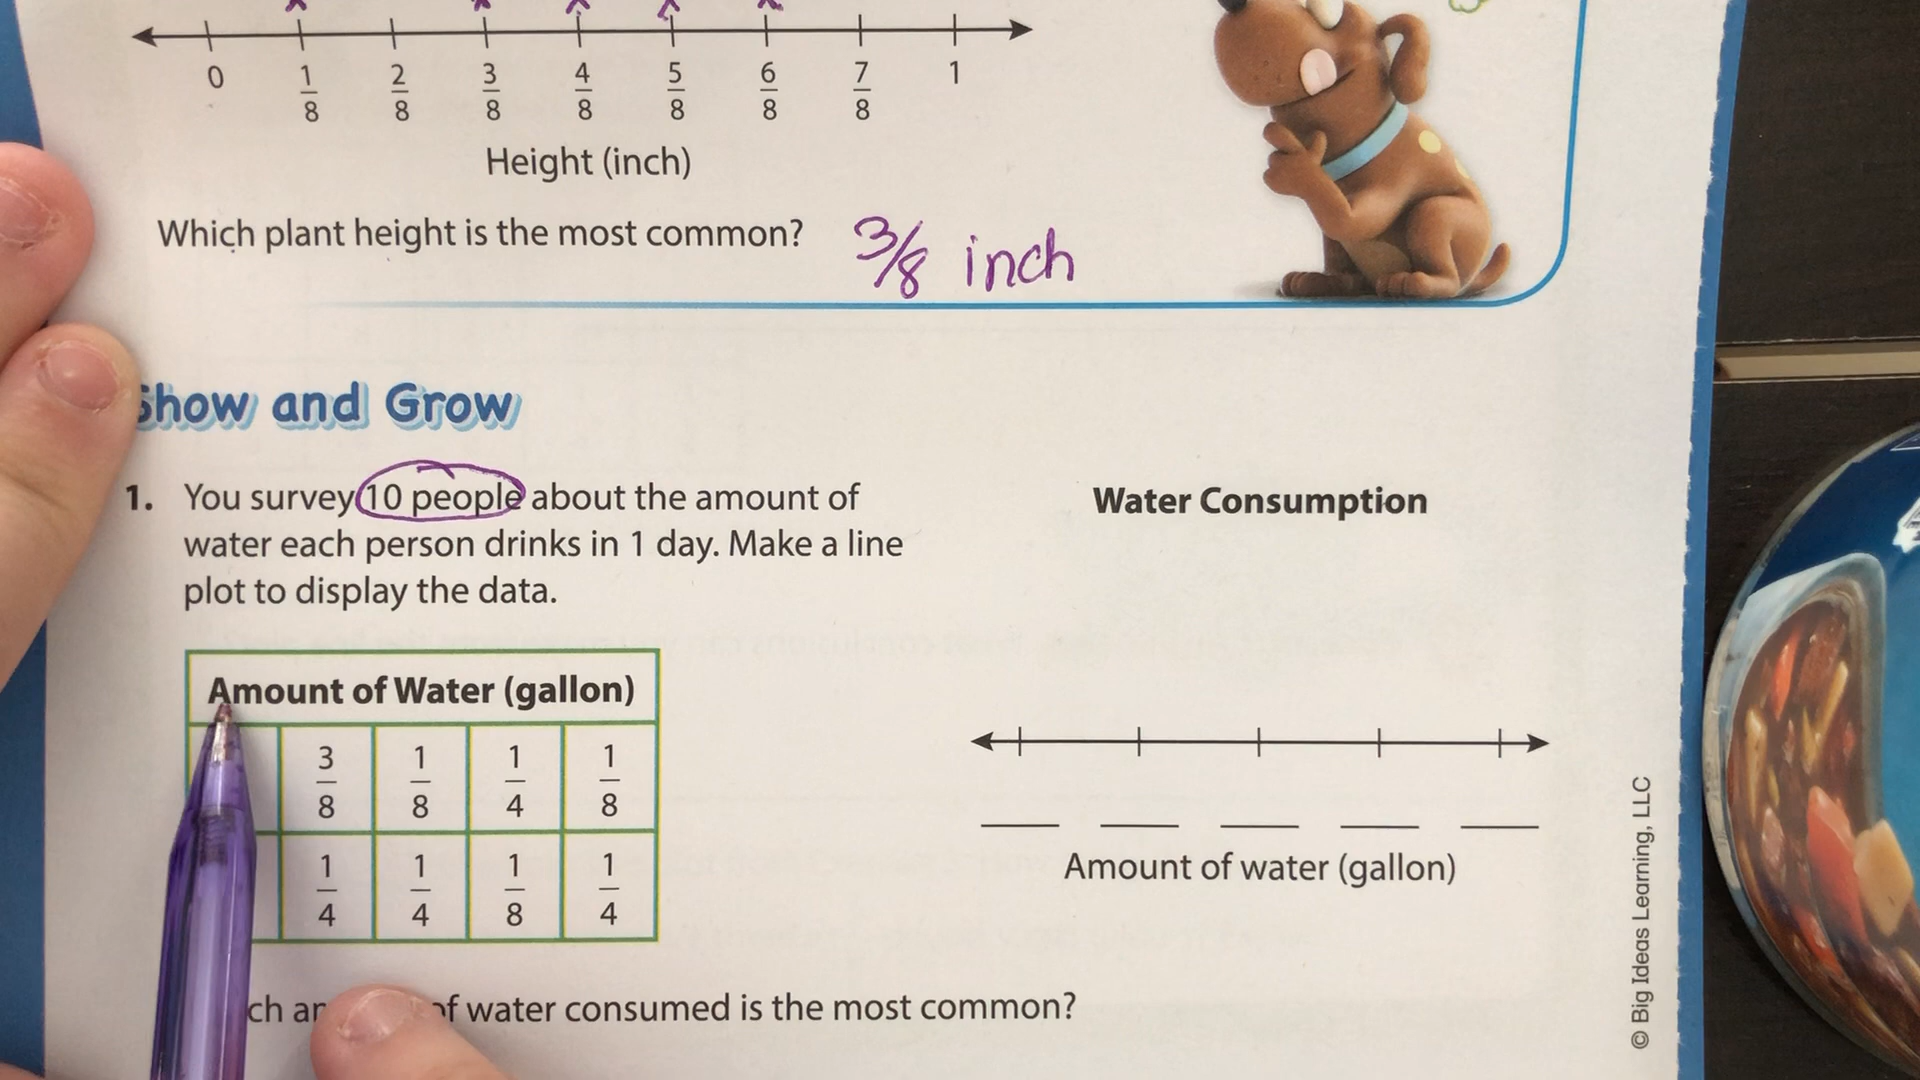 0 1/8 2/8 3/8 4/8 5/8 6/8 7/8 1
Height (inch)
Which plant height is the most common? 3/8 inch
Show and Grow
1. You survey 10 people about the amount of
water each person drinks in 1 day. Make a line
plot to display the data.
Amount of Water (gallon)
3/8 1/8 1/4 1/8
1/4 1/4 1/8 1/4
of water consumed is the most common?
Water Consumption
Amount of water (gallon)
© Big Ideas Learning, LLC